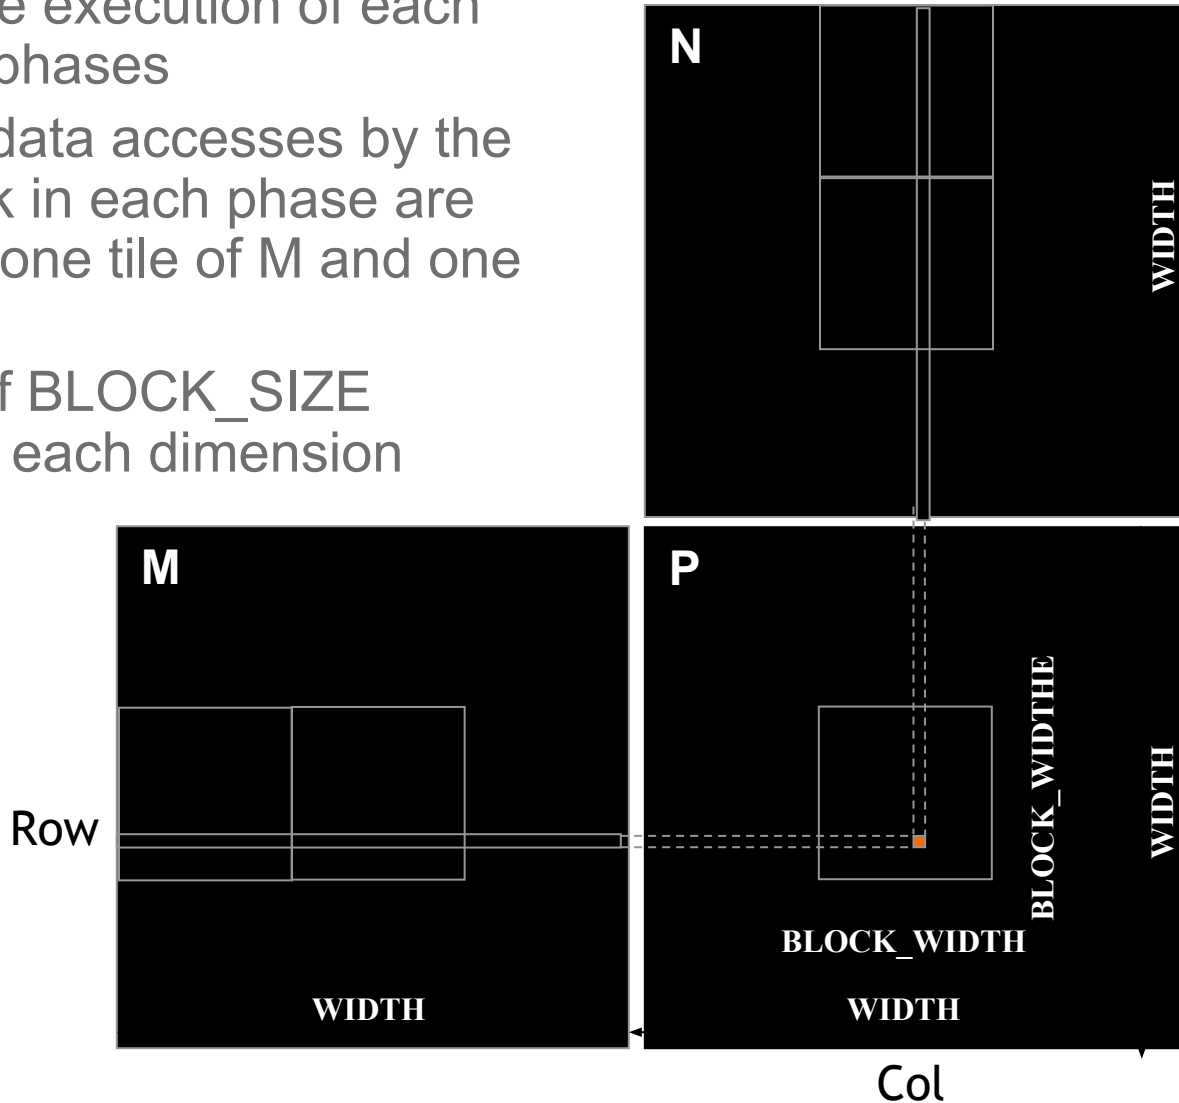 e execution of each
phases
data accesses by the
k in each phase are
one tile of M and one
f BLOCK_SIZE
each dimension
N
WIDTH
M
P
Row
BLOCK_WIDTHE
WIDTH
BLOCK_WIDTH
WIDTH
WIDTH
Col